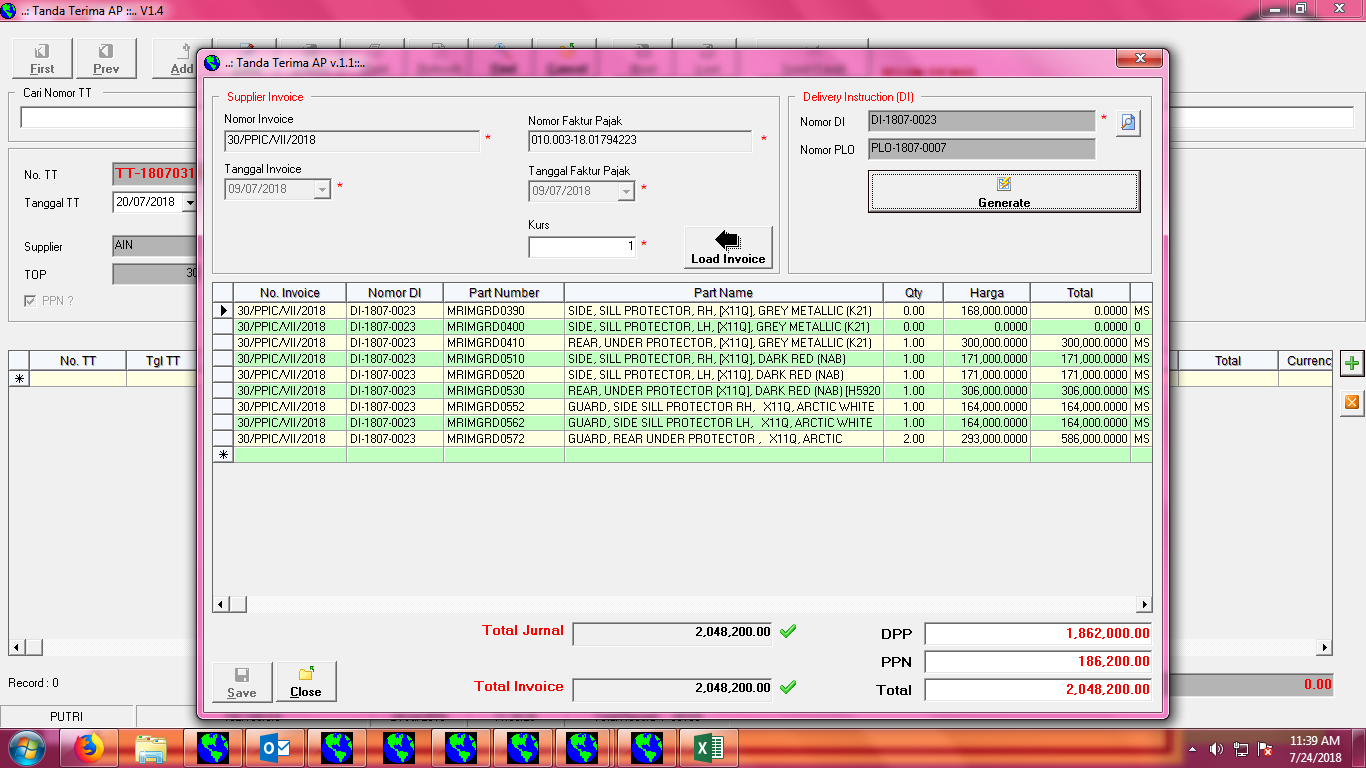 ..: Tanda Terima AP ::.. V1.4
First Prev Add
Cari Nomor TT
No. TT TT-1807031
Tanggal TT 20/07/2018
Supplier AIN
TOP 30
PPN ?
No. TT Tgl TT Total Currenc
Record : 0 0.00
PUTRI
..: Tanda Terima AP v.1.1::..
Supplier Invoice
Nomor Invoice Nomor Faktur Pajak
30/PPIC/VII/2018 * 010.003-18.01794223 *
Tanggal Invoice Tanggal Faktur Pajak
09/07/2018 * 09/07/2018 *
Kurs
1 *
Load Invoice
Delivery Instruction (DI)
Nomor DI DI-1807-0023 *
Nomor PLO PLO-1807-0007
Generate
No. Invoice Nomor DI Part Number Part Name Qty Harga Total
30/PPIC/VII/2018 DI-1807-0023 MRIMGRD0390 SIDE, SILL PROTECTOR, RH, [X11Q], GREY METALLIC (K21) 0.00 168,000.0000 0.0000 MS
30/PPIC/VII/2018 DI-1807-0023 MRIMGRD0400 SIDE, SILL PROTECTOR, LH, [X11Q], GREY METALLIC (K21) 0.00 0.0000 0.0000 0
30/PPIC/VII/2018 DI-1807-0023 MRIMGRD0410 REAR, UNDER PROTECTOR, [X11Q], GREY METALLIC (K21) 1.00 300,000.0000 300,000.0000 MS
30/PPIC/VII/2018 DI-1807-0023 MRIMGRD0510 SIDE, SILL PROTECTOR, RH, [X11Q], DARK RED (NAB) 1.00 171,000.0000 171,000.0000 MS
30/PPIC/VII/2018 DI-1807-0023 MRIMGRD0520 SIDE, SILL PROTECTOR, LH, [X11Q], DARK RED (NAB) 1.00 171,000.0000 171,000.0000 MS
30/PPIC/VII/2018 DI-1807-0023 MRIMGRD0530 REAR, UNDER PROTECTOR [X11Q], DARK RED (NAB) [H5920 1.00 306,000.0000 306,000.0000 MS
30/PPIC/VII/2018 DI-1807-0023 MRIMGRD0552 GUARD, SIDE SILL PROTECTOR RH, X11Q, ARCTIC WHITE 1.00 164,000.0000 164,000.0000 MS
30/PPIC/VII/2018 DI-1807-0023 MRIMGRD0562 GUARD, SIDE SILL PROTECTOR LH, X11Q, ARCTIC WHITE 1.00 164,000.0000 164,000.0000 MS
30/PPIC/VII/2018 DI-1807-0023 MRIMGRD0572 GUARD, REAR UNDER PROTECTOR , X11Q, ARCTIC 2.00 293,000.0000 586,000.0000 MS
Total Jurnal 2,048,200.00 DPP 1,862,000.00
PPN 186,200.00
Total Invoice 2,048,200.00 Total 2,048,200.00
Save Close
11:39 AM
7/24/2018